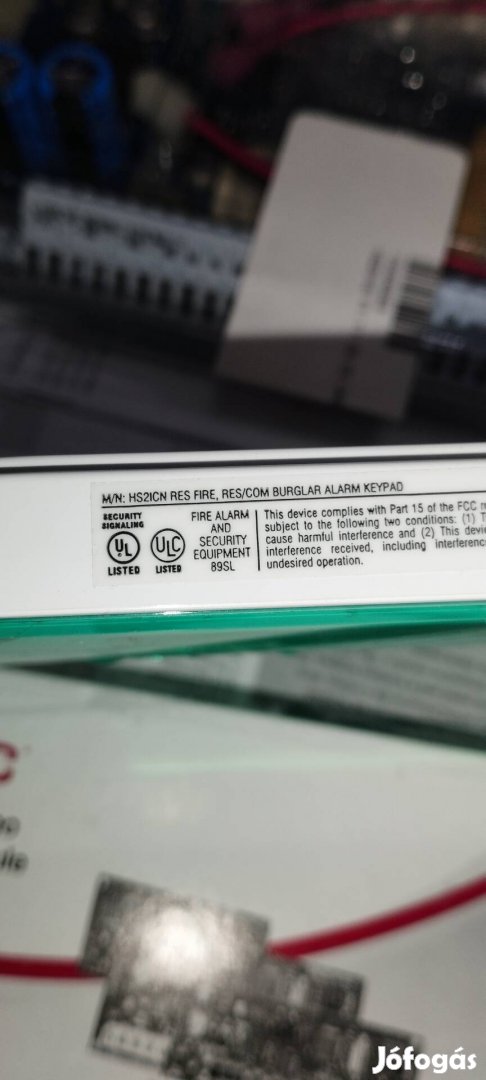 M/N: HS2ICN RES FIRE, RES/COM BURGLAR ALARM KEYPAD
SECURITY
SIGNALING
UL
LISTED
ULC
LISTED
FIRE ALARM
AND
SECURITY
EQUIPMENT
89SL
This device complies with Part 15 of the FCC
subject to the following two conditions: (1)
cause harmful interference and (2) This
interference received, including
undesired operation.
Jófogás